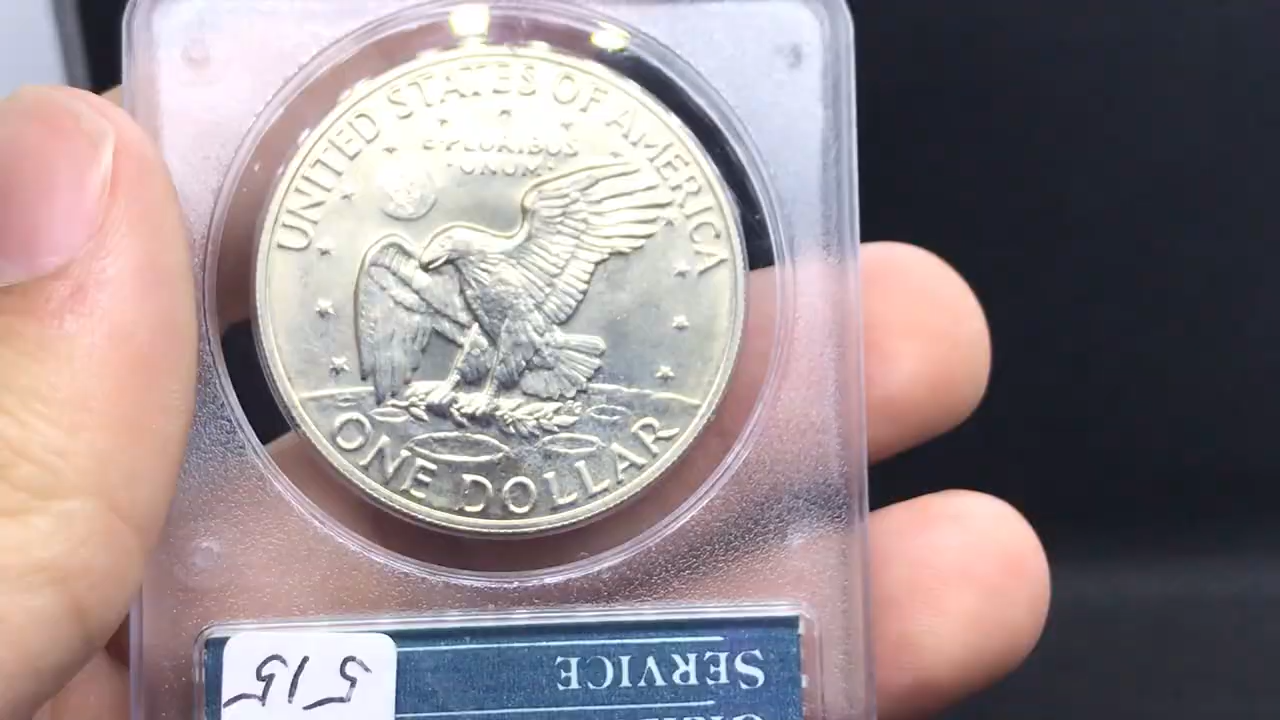 UNITED STATES OF AMERICA
E PLURIBUS
UNUM
ONE DOLLAR
515
SERVICE